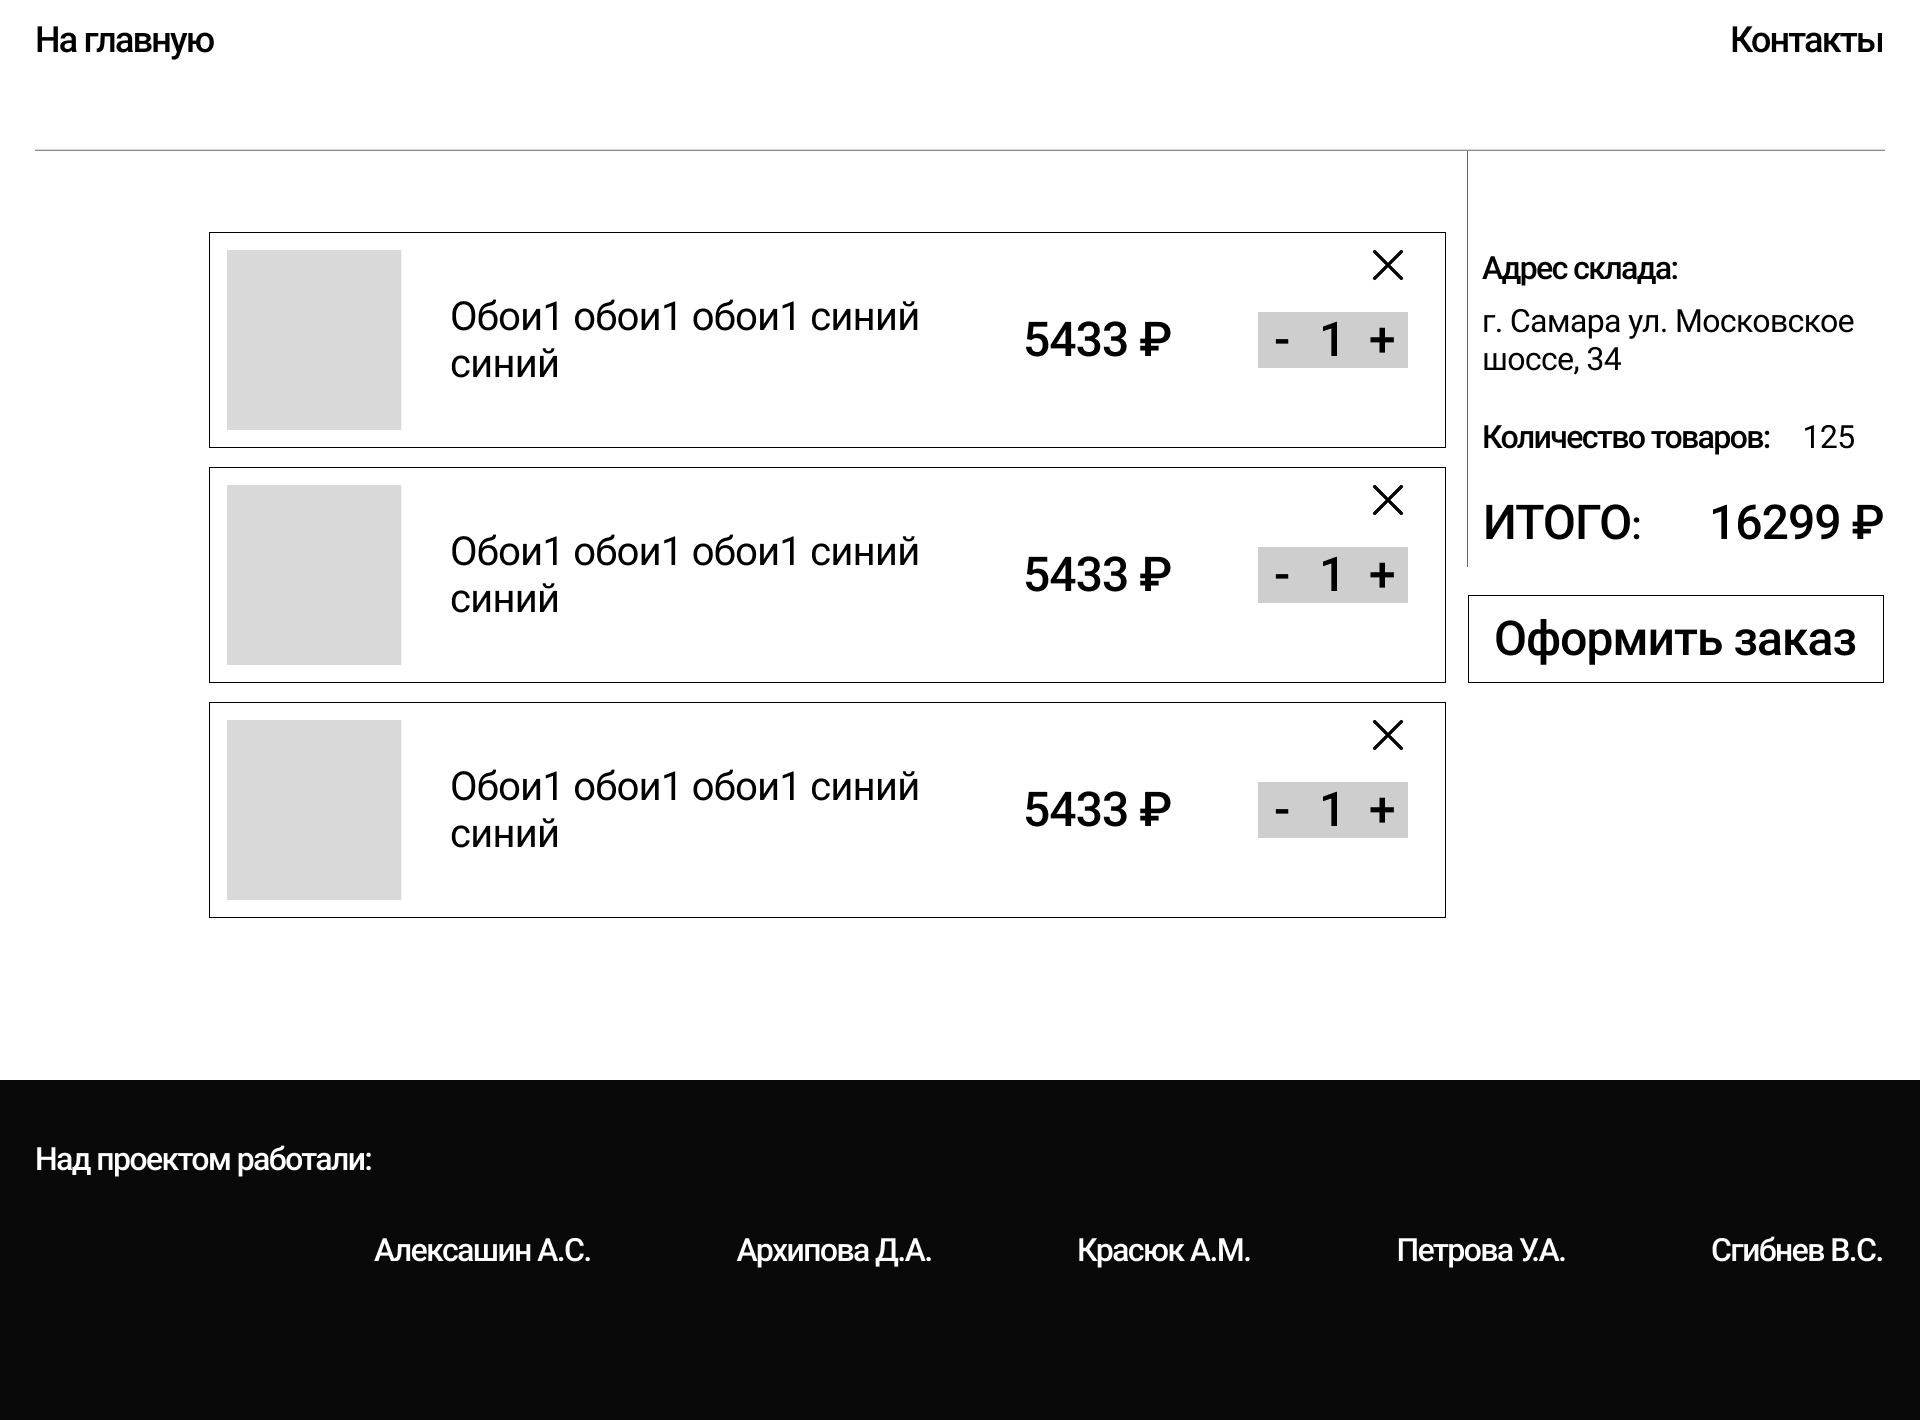 На главную
Контакты
Обои1 обои1 обои1 синий
синий
5433 ₽
- 1 +
Обои1 обои1 обои1 синий
синий
5433 ₽
- 1 +
Обои1 обои1 обои1 синий
синий
5433 ₽
- 1 +
Адрес склада:
г. Самара ул. Московское
шоссе, 34
Количество товаров: 125
ИТОГО: 16299 ₽
Оформить заказ
Над проектом работали:
Алексашин А.С. Архипова Д.А. Красюк А.М. Петрова У.А. Сгибнев В.С.